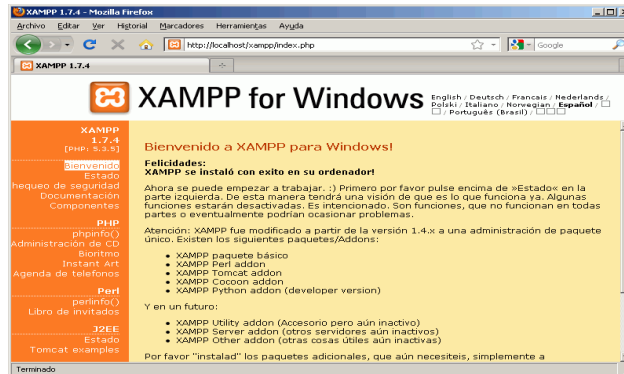 XAMPP 1.7.4 - Mozilla Firefox
Archivo Editar Ver Historial Marcadores Herramientas Ayuda
http://localhost/xampp/index.php
Google
XAMPP 1.7.4
XAMPP for Windows
English / Deutsch / Francais / Nederlands /
Polski / Italiano / Norwegian / Español /
/ Português (Brasil) /
XAMPP
1.7.4
[PHP: 5.3.5]
Bienvenido
Estado
hequeo de seguridad
Documentación
Componentes
PHP
phpinfo()
Administración de CD
Bioritmo
Instant Art
Agenda de telefonos
Perl
perlinfo()
Libro de invitados
J2EE
Estado
Tomcat examples
Bienvenido a XAMPP para Windows!
Felicidades:
XAMPP se instaló con exito en su ordenador!
Ahora se puede empezar a trabajar. :) Primero por favor pulse encima de »Estado« en la
parte izquierda. De esta manera tendrá una visión de que es lo que funciona ya. Algunas
funciones estarán desactivadas. Es intencionado. Son funciones, que no funcionan en todas
partes o eventualmente podrían ocasionar problemas.
Atención: XAMPP fue modificado a partir de la versión 1.4.x a una administración de paquete
único. Existen los siguientes paquetes/Addons:
XAMPP paquete básico
XAMPP Perl addon
XAMPP Tomcat addon
XAMPP Cocoon addon
XAMPP Python addon (developer version)
Y en un futuro:
XAMPP Utility addon (Accesorio pero aún inactivo)
XAMPP Server addon (otros servidores aún inactivos)
XAMPP Other addon (otras cosas útiles aún inactivas)
Por favor "instalad" los paquetes adicionales, que aún necesiteis, simplemente a
Terminado